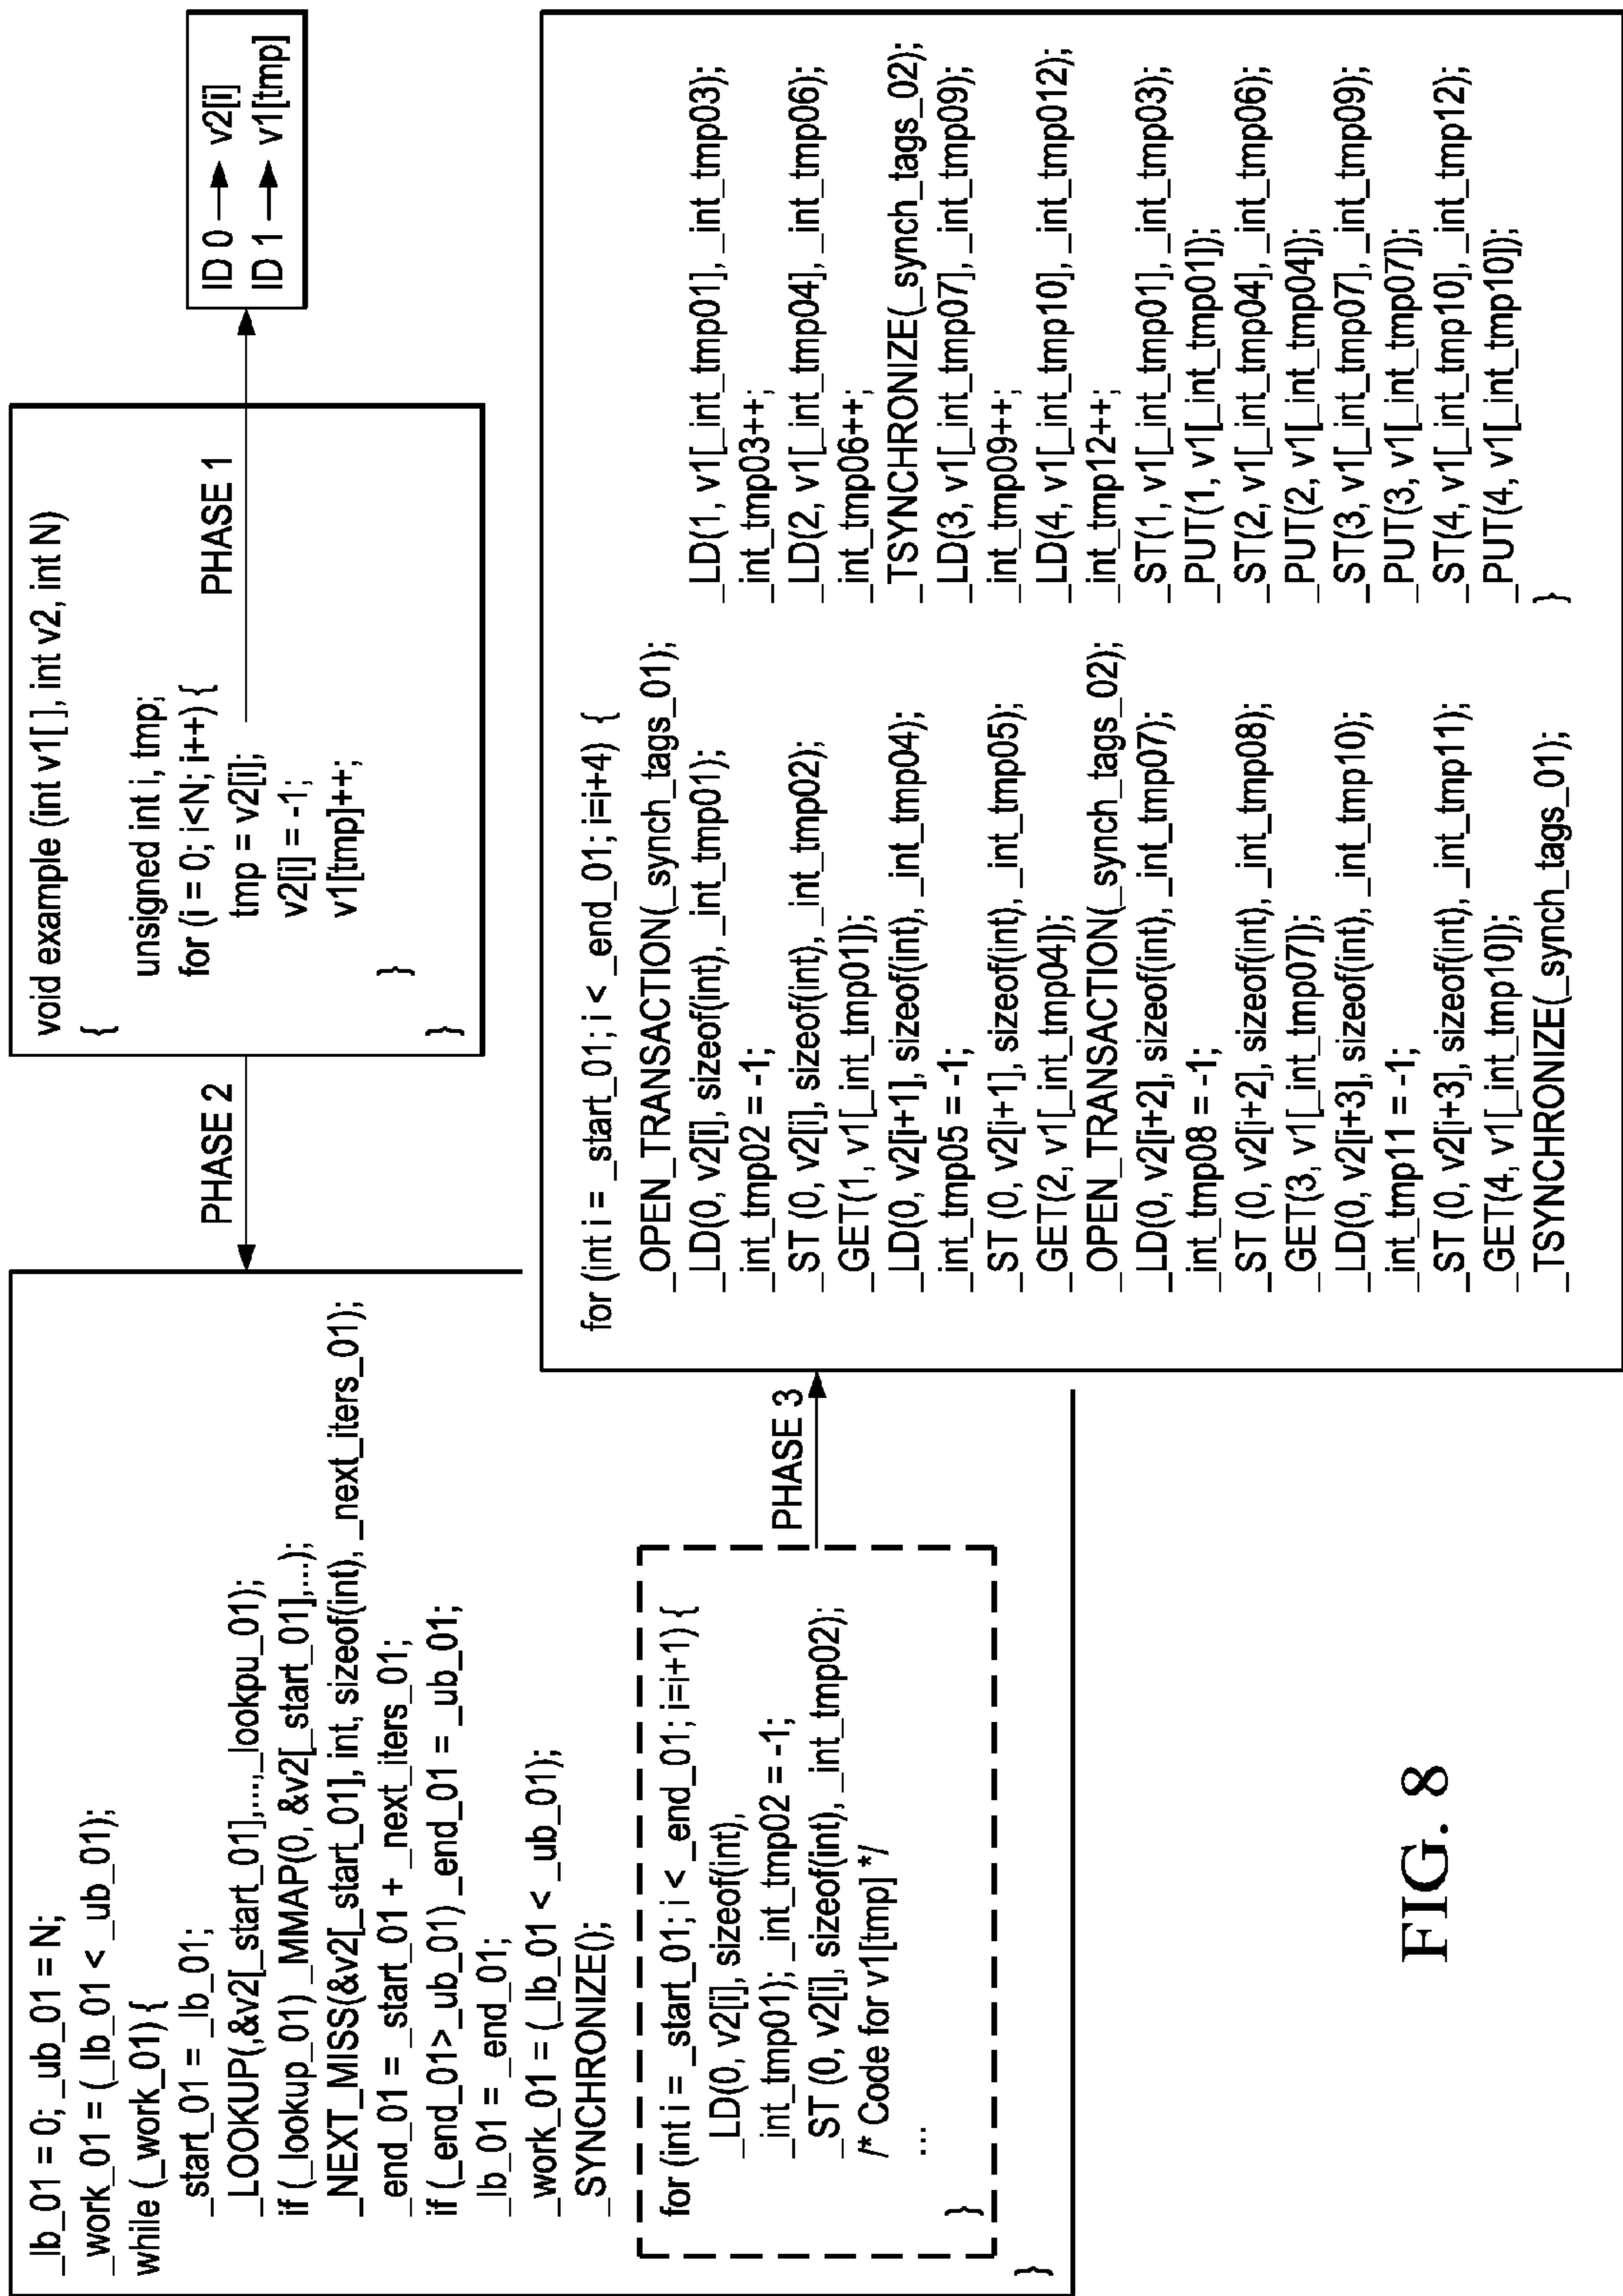 _lb_01 = 0; _ub_01 = N;
_work_01 = (_lb_01 < _ub_01);
while (_work_01) {
_start_01 = _lb_01;
_LOOKUP(,&v2[_start_01],...,_lookpu_01);
if (_lookup_01) _MMAP(0, &v2[_start_01],...);
_NEXT_MISS(&v2[_start_01], int, sizeof(int), _next_iters_01);
_end_01 = _start_01 + _next_iters_01;
if (_end_01>_ub_01) _end_01 = _ub_01;
_lb_01 = _end_01;
_work_01 = (_lb_01 < _ub_01);
_SYNCHRONIZE();
for (int i = _start_01; i < _end_01; i=i+1) {
_LD(0, v2[i], sizeof(int),
_int_tmp01); _int_tmp02 = -1;
_ST (0, v2[i], sizeof(int), _int_tmp02);
/* Code for v1[tmp] */
...
}
}
PHASE 2
void example (int v1[ ], int v2, int N)
{
unsigned int i, tmp;
for (i = 0; i<N; i++) {
tmp = v2[i];
v2[i] = -1;
v1[tmp]++;
}
}
PHASE 1
ID 0 → v2[i]
ID 1 → v1[tmp]
PHASE 3
for (int i = _start_01; i < _end_01; i=i+4) {
_OPEN_TRANSACTION(_synch_tags_01);
_LD(0, v2[i], sizeof(int), _int_tmp01);
_int_tmp02 = -1;
_ST (0, v2[i], sizeof(int), _int_tmp02);
_GET(1, v1[_int_tmp01]);
_LD(0, v2[i+1], sizeof(int), _int_tmp04);
_int_tmp05 = -1;
_ST (0, v2[i+1], sizeof(int), _int_tmp05);
_GET(2, v1[_int_tmp04]);
_OPEN_TRANSACTION(_synch_tags_02);
_LD(0, v2[i+2], sizeof(int), _int_tmp07);
_int_tmp08 = -1;
_ST (0, v2[i+2], sizeof(int), _int_tmp08);
_GET(3, v1[_int_tmp07]);
_LD(0, v2[i+3], sizeof(int), _int_tmp10);
_int_tmp11 = -1;
_ST (0, v2[i+3], sizeof(int), _int_tmp11);
_GET(4, v1[_int_tmp10]);
_TSYNCHRONIZE(_synch_tags_01);
_LD(1, v1[_int_tmp01], _int_tmp03);
_int_tmp03++;
_LD(2, v1[_int_tmp04], _int_tmp06);
_int_tmp06++;
_TSYNCHRONIZE(_synch_tags_02);
_LD(3, v1[_int_tmp07], _int_tmp09);
_int_tmp09++;
_LD(4, v1[_int_tmp10], _int_tmp012);
_int_tmp12++;
_ST(1, v1[_int_tmp01], _int_tmp03);
_PUT(1, v1[_int_tmp01]);
_ST(2, v1[_int_tmp04], _int_tmp06);
_PUT(2, v1[_int_tmp04]);
_ST(3, v1[_int_tmp07], _int_tmp09);
_PUT(3, v1[_int_tmp07]);
_ST(4, v1[_int_tmp10], _int_tmp12);
_PUT(4, v1[_int_tmp10]);
}
FIG. 8